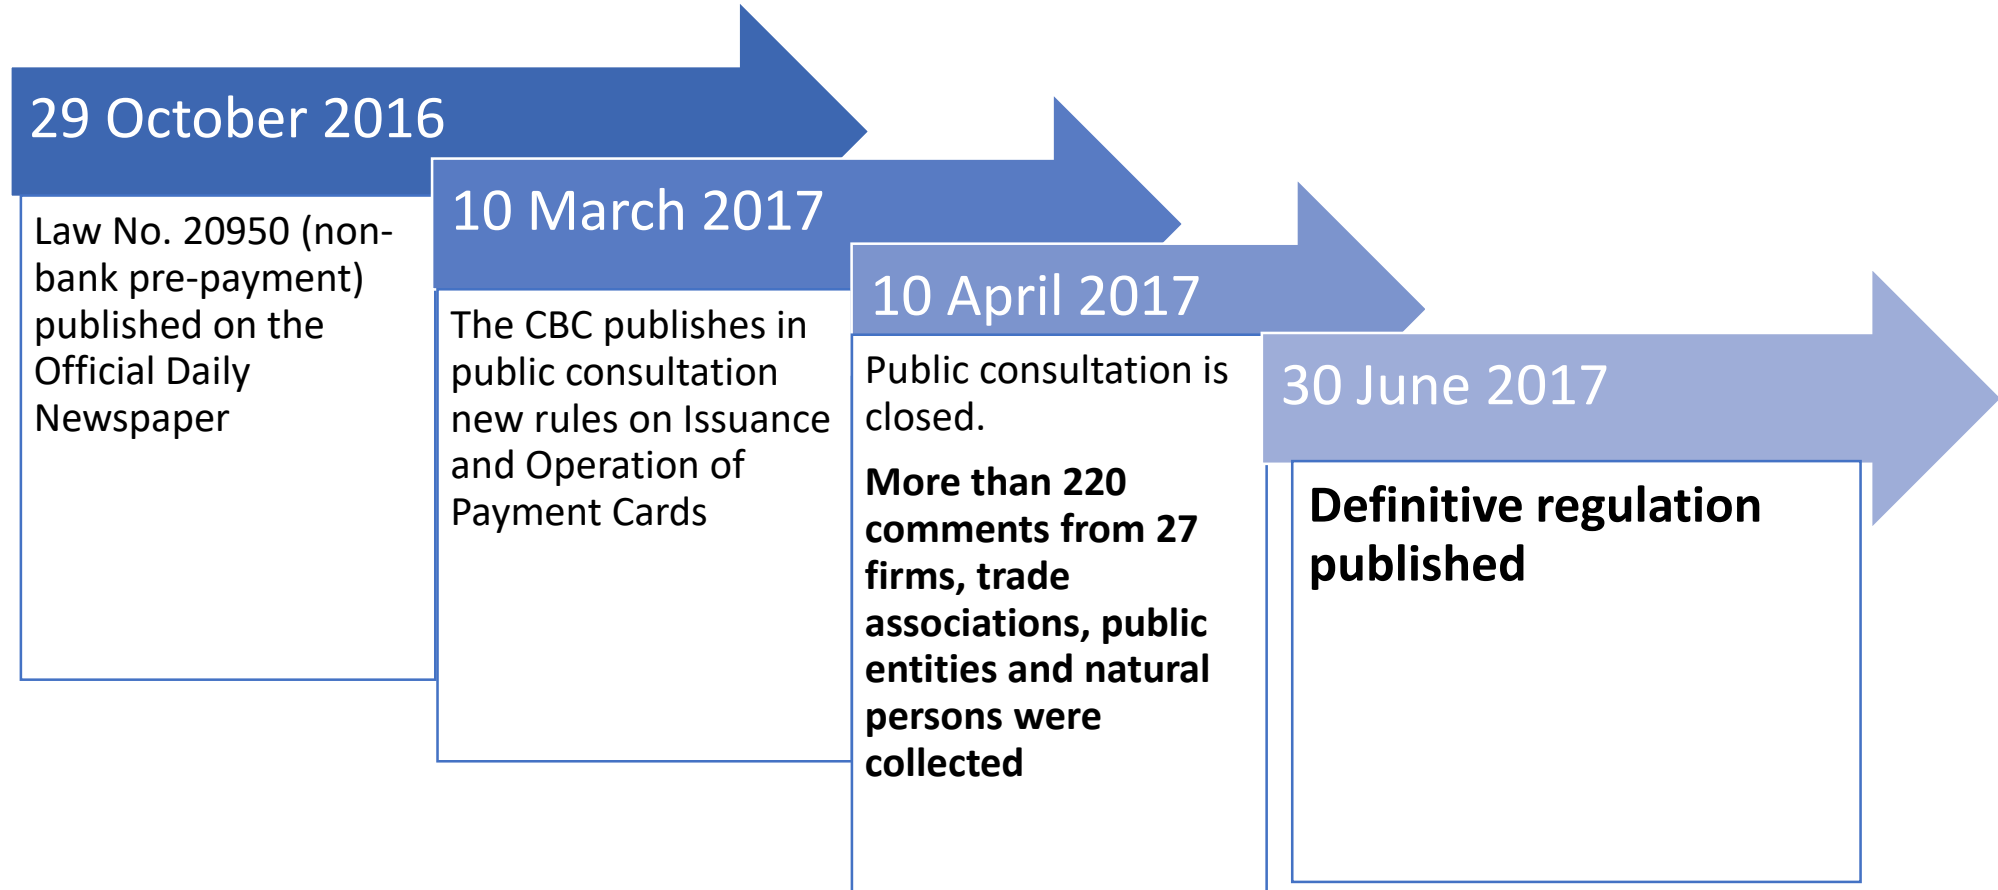 29 October 2016
Law No. 20950 (non-
bank pre-payment)
published on the
Official Daily
Newspaper
10 March 2017
The CBC publishes in
public consultation
new rules on Issuance
and Operation of
Payment Cards
10 April 2017
Public consultation is
closed.
More than 220
comments from 27
firms, trade
associations, public
entities and natural
persons were
collected
30 June 2017
Definitive regulation
published